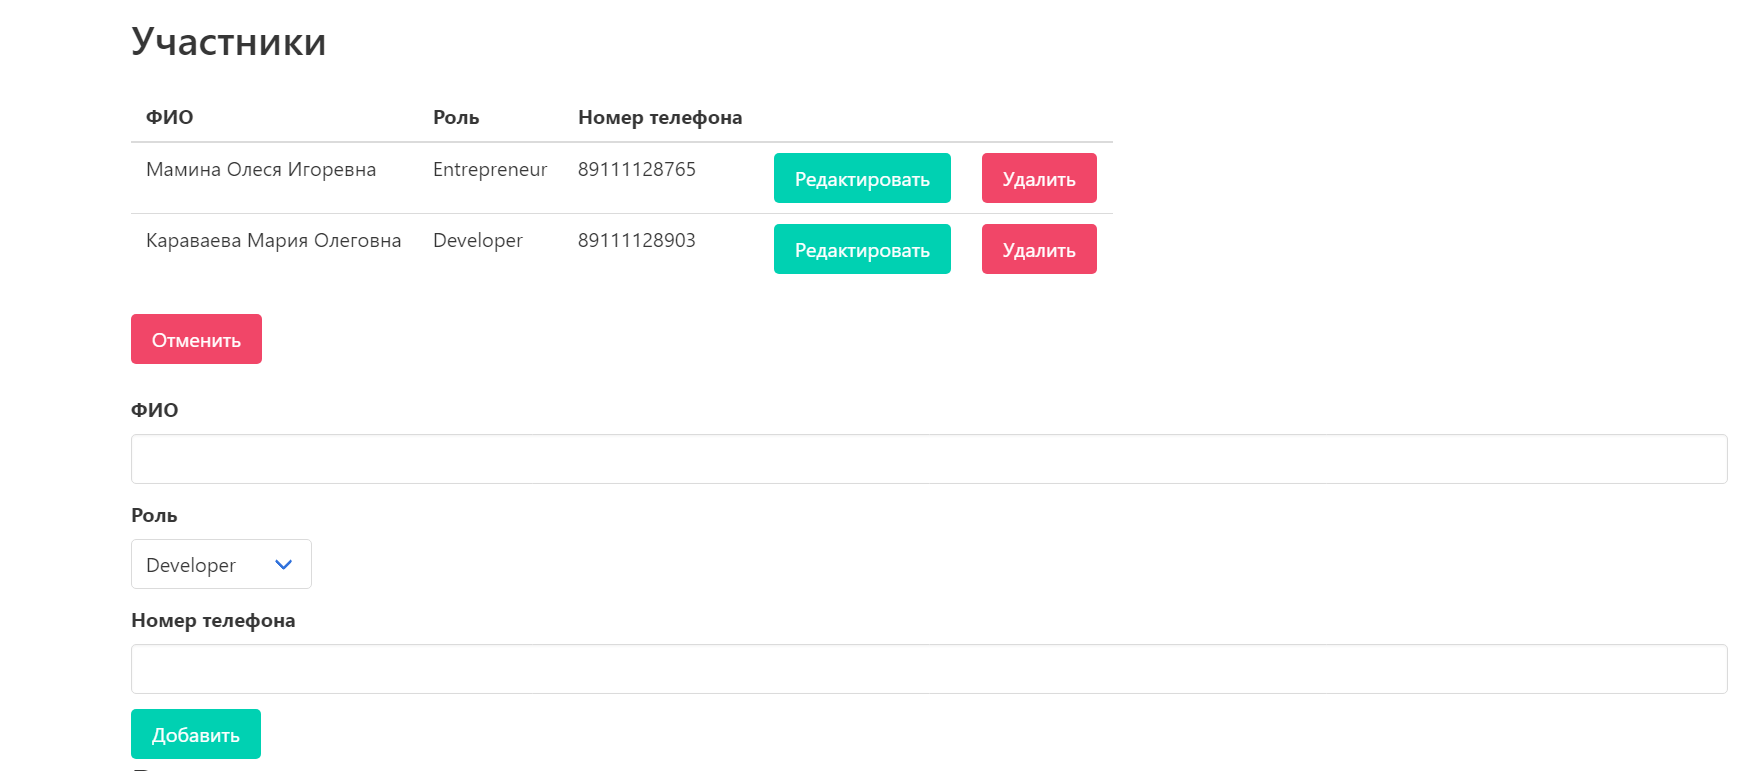 Участники
ФИО Роль Номер телефона
Мамина Олеся Игоревна Entrepreneur 89111128765 Редактировать Удалить
Караваева Мария Олеговна Developer 89111128903 Редактировать Удалить
Отменить
ФИО
Роль
Developer
Номер телефона
Добавить